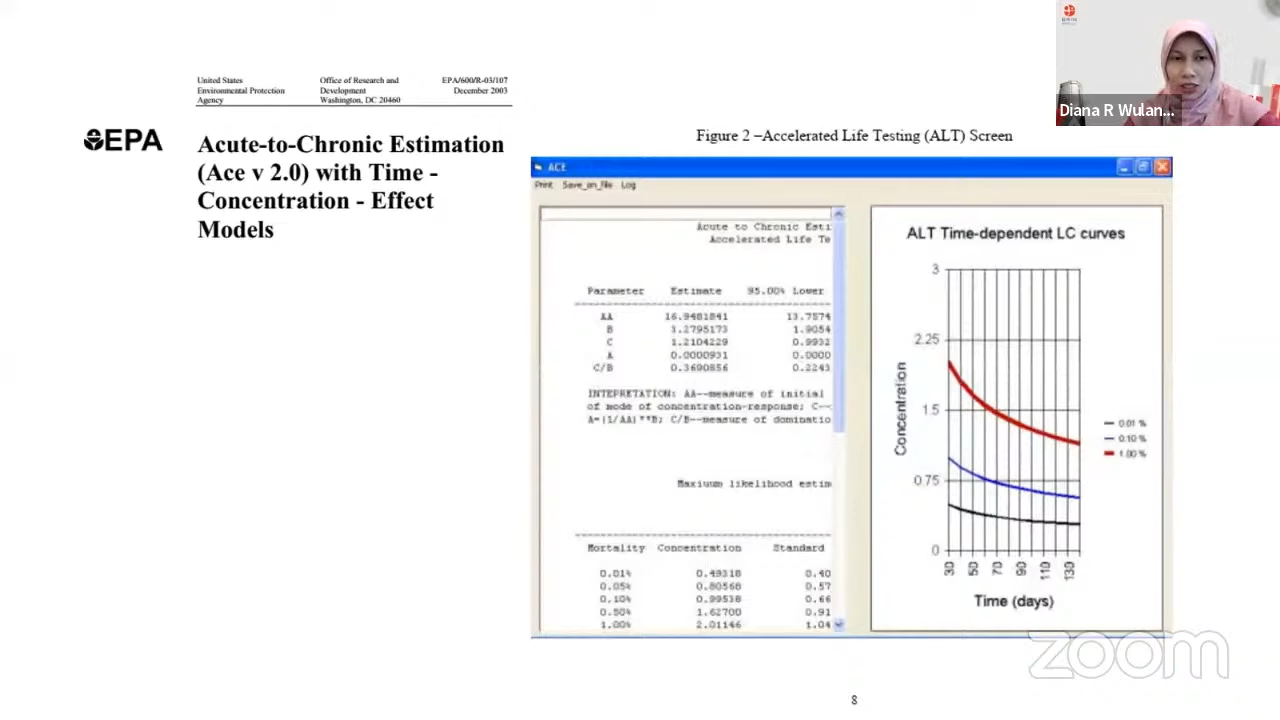 United States
Environmental Protection
Agency
Office of Research and
Development
Washington, DC 20460
EPA/600/R-03/107
December 2003
EPA
Acute-to-Chronic Estimation
(Ace v 2.0) with Time -
Concentration - Effect
Models
Diana R Wulan...
Figure 2 –Accelerated Life Testing (ALT) Screen
ACE
Print Save_on_file Log
Acute to Chronic Esti
Accelerated Life Te
Parameter Estimate 95.00% Lower
AA 16.9481841 13.7574
B 3.2795173 1.9054
C 1.2104229 0.9932
A 0.0000931 0.0000
C/B 0.3690856 0.2243
INTEPRETATION: AA--measure of initial
of mode of concentration-response; C--
A=(1/AA)**B; C/B--measure of dominatio
Maxiuum likelihood estim
Mortality Concentration Standard
0.01% 0.49318 0.40
0.05% 0.80568 0.57
0.10% 0.99538 0.66
0.50% 1.62700 0.91
1.00% 2.01146 1.04
ALT Time-dependent LC curves
3
2.25
1.5
0.75
0
Concentration
30 50 70 90 110 130
Time (days)
0.01 %
0.10 %
1.00 %
zoom
8